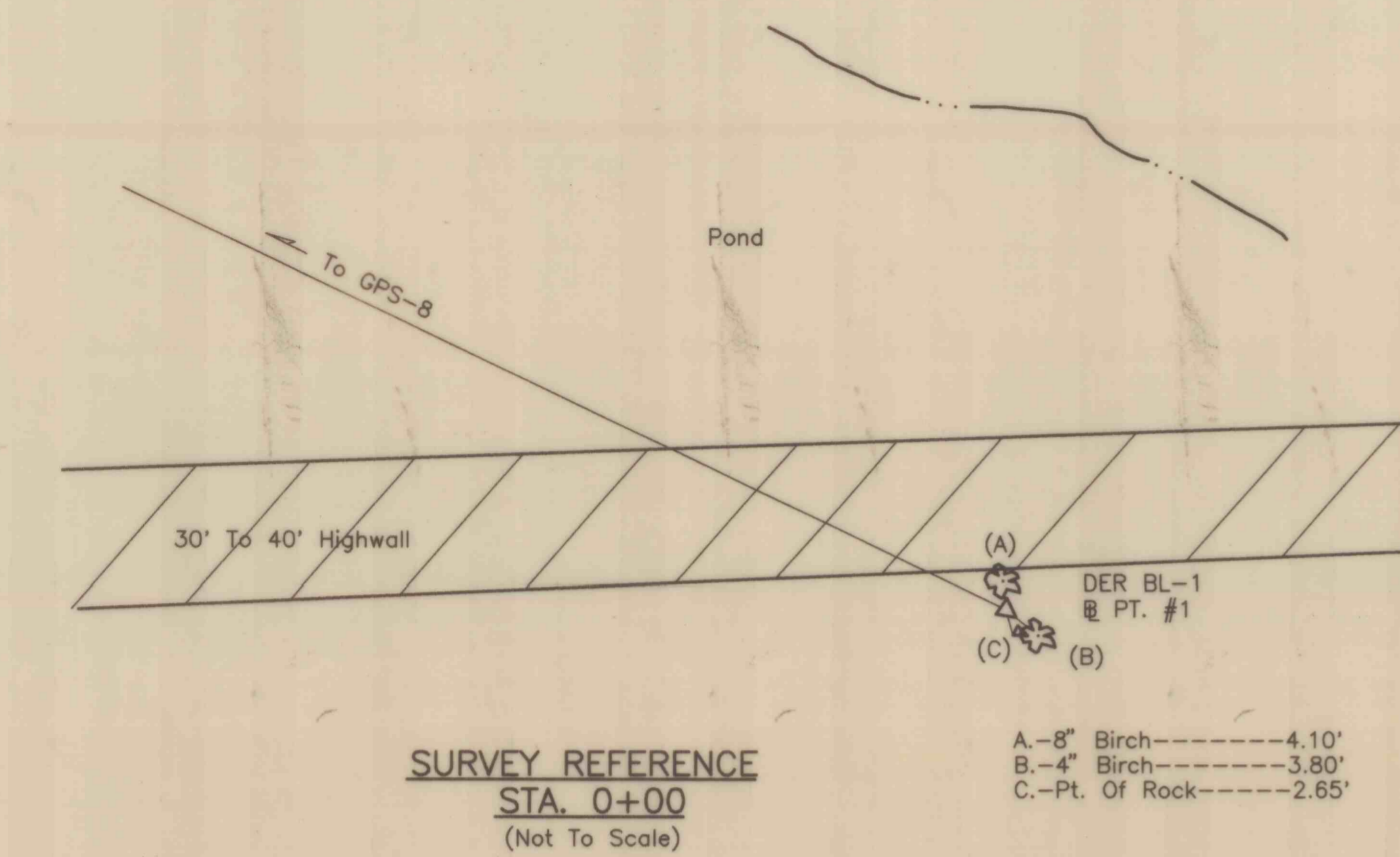 Pond
To GPS-8
30' To 40' Highwall
(A)
DER BL-1
BL PT. #1
(C)
(B)
SURVEY REFERENCE
STA. 0+00
(Not To Scale)
A.-8" Birch-------4.10'
B.-4" Birch-------3.80'
C.-Pt. Of Rock-----2.65'